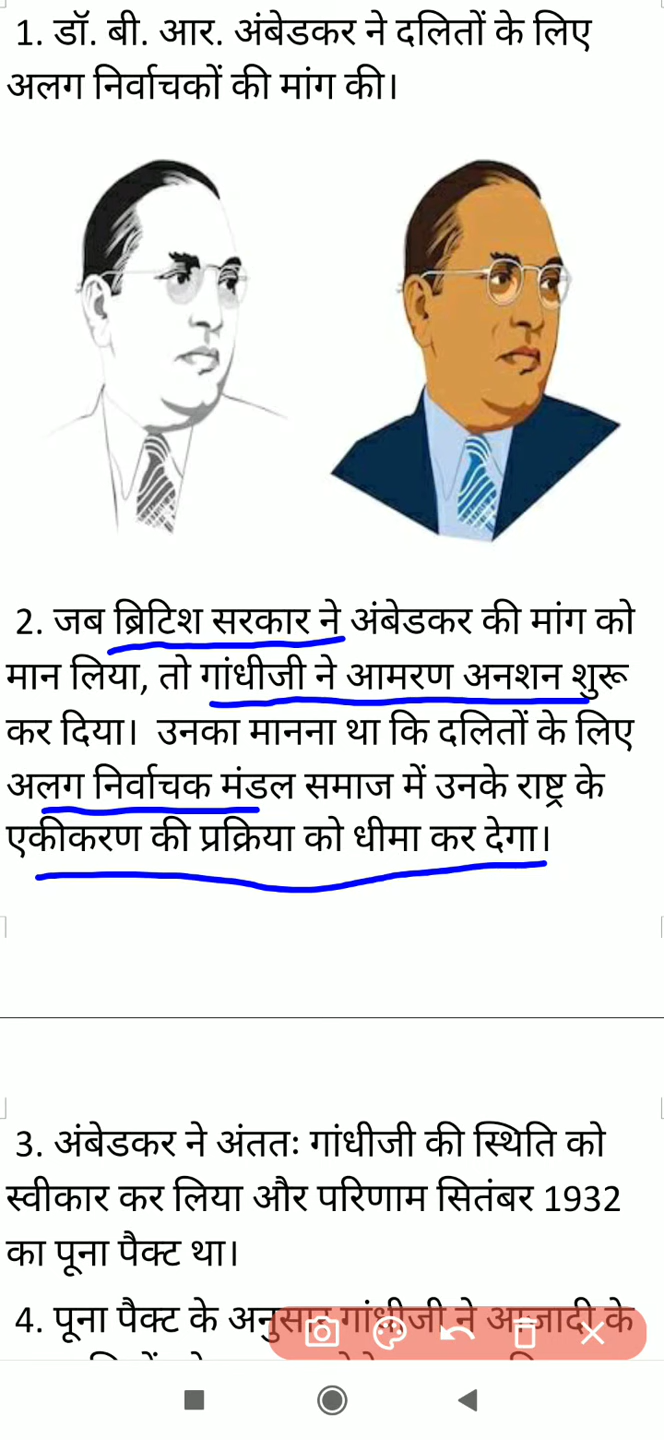 1. डॉ. बी. आर. अंबेडकर ने दलितों के लिए
अलग निर्वाचकों की मांग की।
2. जब ब्रिटिश सरकार ने अंबेडकर की मांग को
मान लिया, तो गांधीजी ने आमरण अनशन शुरू
कर दिया। उनका मानना था कि दलितों के लिए
अलग निर्वाचक मंडल समाज में उनके राष्ट्र के
एकीकरण की प्रक्रिया को धीमा कर देगा।
3. अंबेडकर ने अंततः गांधीजी की स्थिति को
स्वीकार कर लिया और परिणाम सितंबर 1932
का पूना पैक्ट था।
4. पूना पैक्ट के अनुसार गांधीजी ने आजादी के